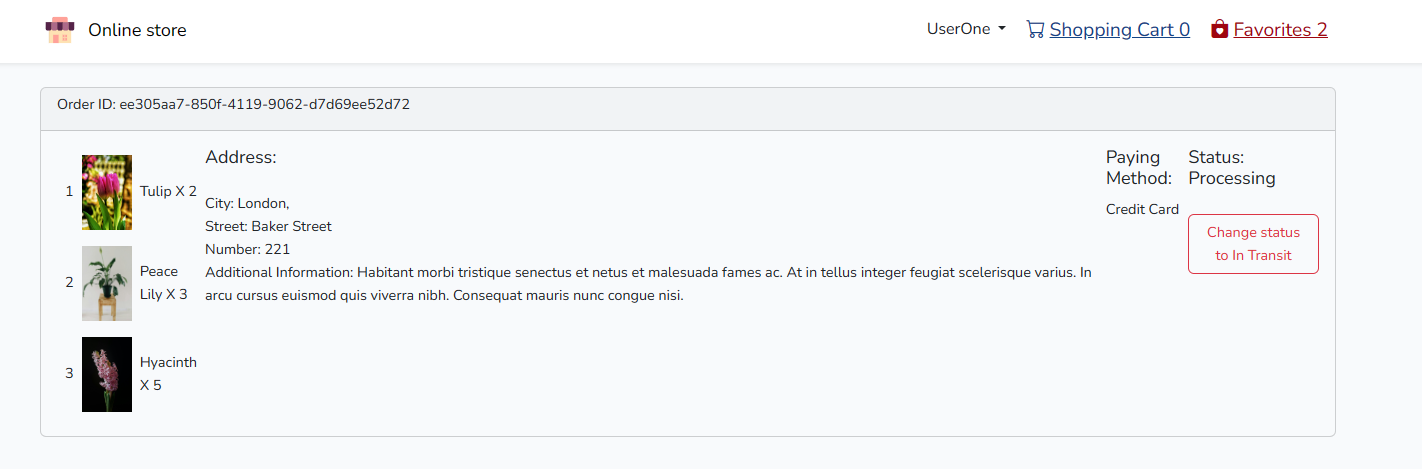 Online store
UserOne
Shopping Cart 0
Favorites 2
Order ID: ee305aa7-850f-4119-9062-d7d69ee52d72
1
Tulip X 2
2
Peace
Lily X 3
3
Hyacinth
X 5
Address:
City: London,
Street: Baker Street
Number: 221
Additional Information: Habitant morbi tristique senectus et netus et malesuada fames ac. At in tellus integer feugiat scelerisque varius. In
arcu cursus euismod quis viverra nibh. Consequat mauris nunc congue nisi.
Paying
Method:
Credit Card
Status:
Processing
Change status
to In Transit